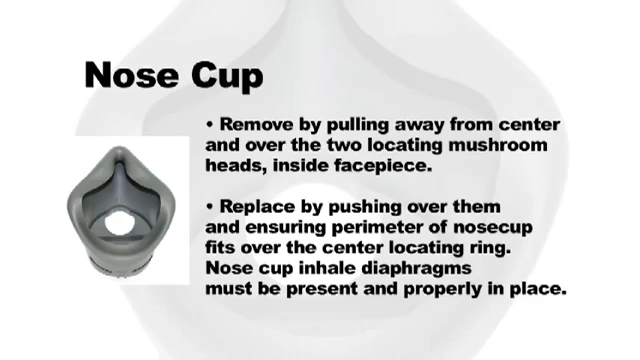 Nose Cup
• Remove by pulling away from center
and over the two locating mushroom
heads, inside facepiece.
• Replace by pushing over them
and ensuring perimeter of nosecup
fits over the center locating ring.
Nose cup inhale diaphragms
must be present and properly in place.